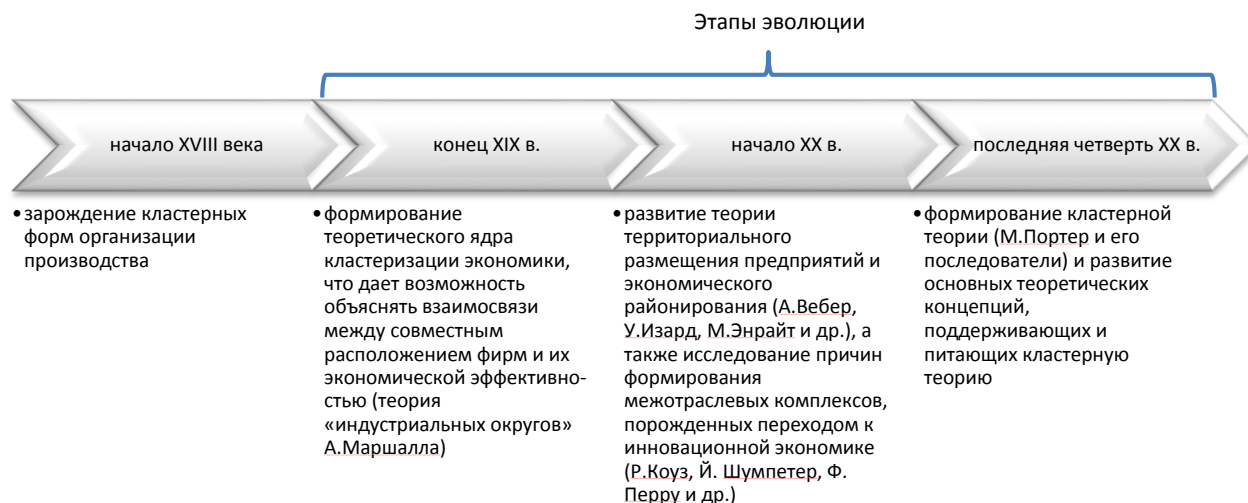 Этапы эволюции
начало XVIII века
конец XIX в.
начало XX в.
последняя четверть XX в.
•зарождение кластерных
форм организации
производства
•формирование
теоретического ядра
кластеризации экономики,
что дает возможность
объяснять взаимосвязи
между совместным
расположением фирм и их
экономической эффективно-
стью (теория
«индустриальных округов»
А.Маршалла)
•развитие теории
территориального
размещения предприятий и
экономического
районирования (А.Вебер,
У.Изард, М.Энрайт и др.), а
также исследование причин
формирования
межотраслевых комплексов,
порожденных переходом к
инновационной экономике
(Р.Коуз, Й. Шумпетер, Ф.
Перру и др.)
•формирование кластерной
теории (М.Портер и его
последователи) и развитие
основных теоретических
концепций,
поддерживающих и
питающих кластерную
теорию